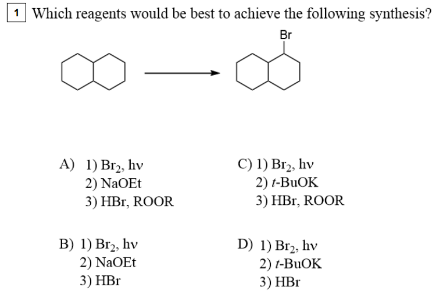 1 Which reagents would be best to achieve the following synthesis?
Br
A) 1) Br₂, hν
2) NaOEt
3) HBr, ROOR
C) 1) Br₂, hν
2) t-BuOK
3) HBr, ROOR
B) 1) Br₂, hν
2) NaOEt
3) HBr
D) 1) Br₂, hν
2) t-BuOK
3) HBr